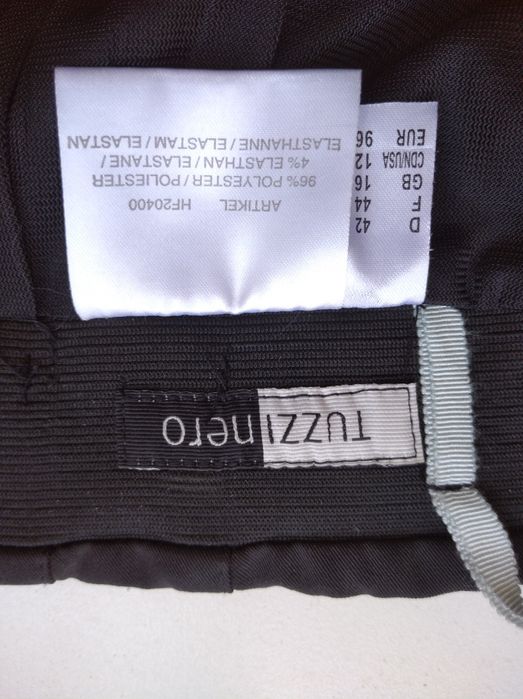 TUZZI nero
D 42
F 44
GB 16
CDN/USA 12
EUR 96
ARTIKEL HF20400
96% POLYESTER / POLIESTER
4% ELASTHAN / ELASTANE /
ELASTHANNE / ELASTAM / ELASTAN